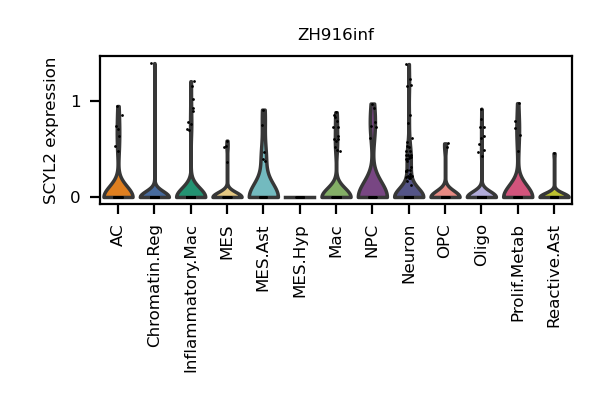 ZH916inf
SCYL2 expression
1
0
AC
Chromatin.Reg
Inflammatory.Mac
MES
MES.Ast
MES.Hyp
Mac
NPC
Neuron
OPC
Oligo
Prolif.Metab
Reactive.Ast